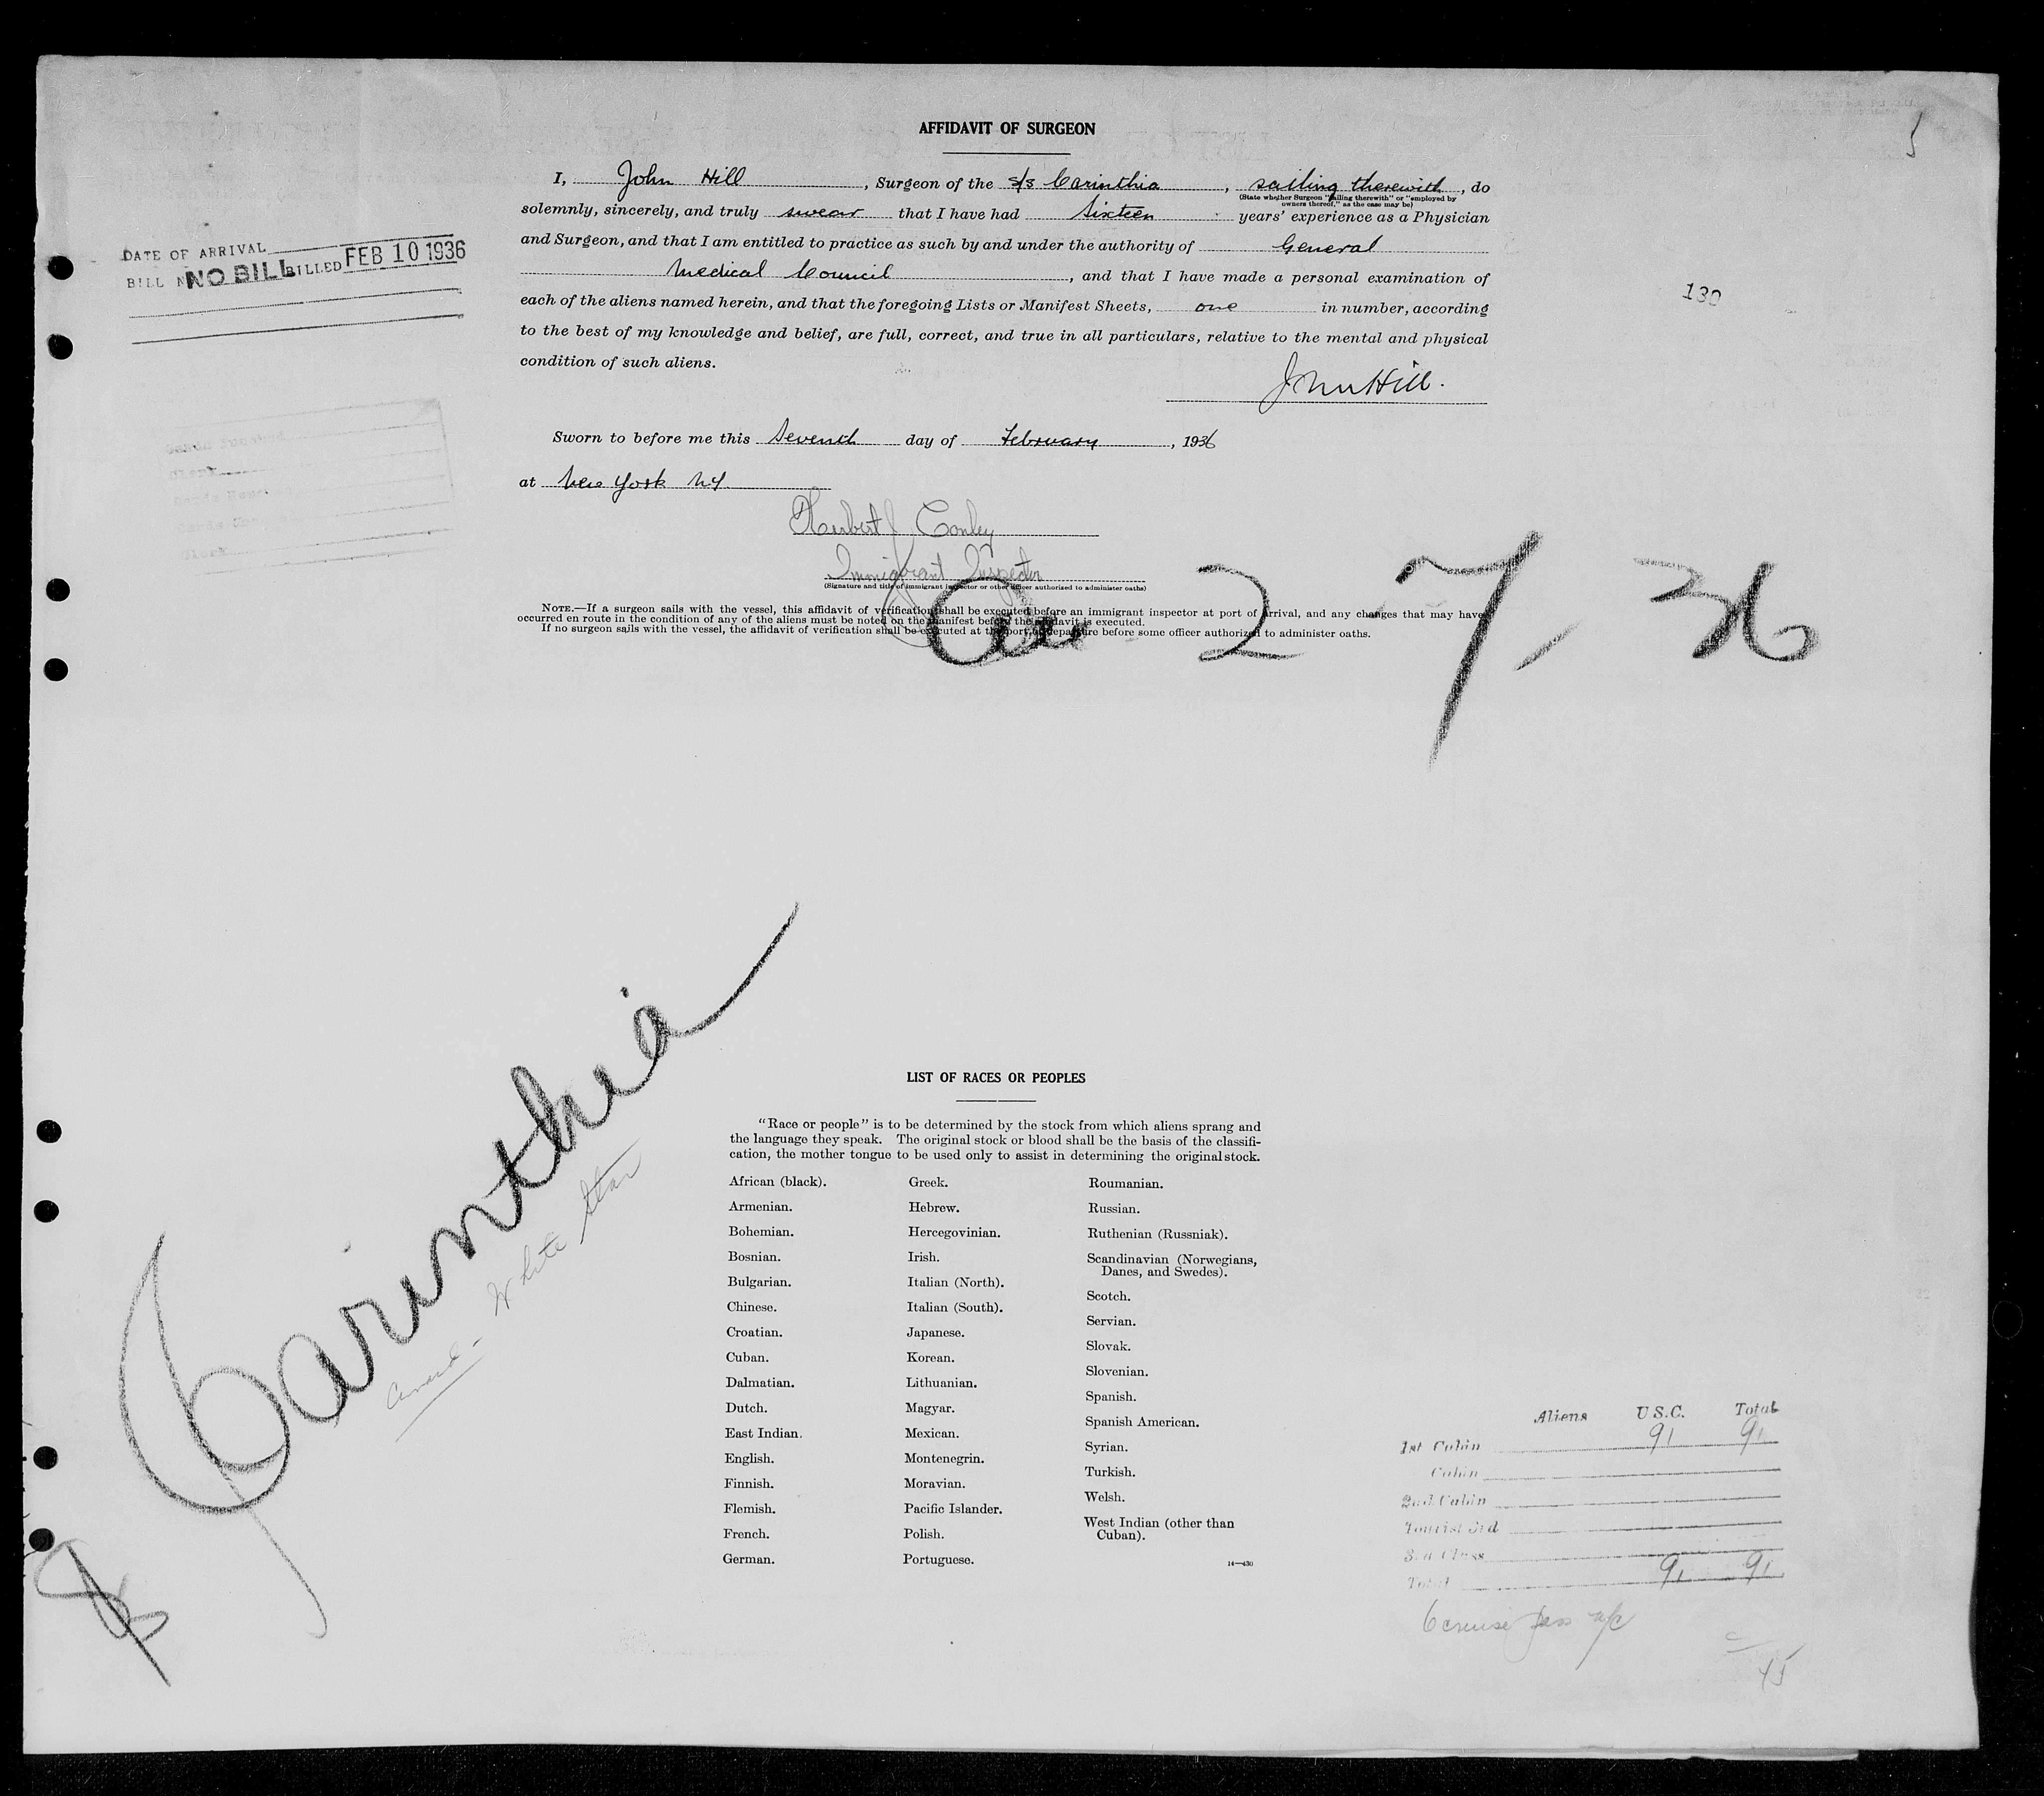 AFFIDAVIT OF SURGEON
I, John Hill, Surgeon of the S/S Carinthia, sailing therewith, do
(State whether Surgeon "sailing therewith" or "employed by owners thereof," as the case may be)
solemnly, sincerely, and truly swear that I have had Sixteen years' experience as a Physician
and Surgeon, and that I am entitled to practice as such by and under the authority of General
Medical Council, and that I have made a personal examination of
each of the aliens named herein, and that the foregoing Lists or Manifest Sheets, one in number, according
to the best of my knowledge and belief, are full, correct, and true in all particulars, relative to the mental and physical
condition of such aliens.
John Hill.
DATE OF ARRIVAL
BILL NO BILL BILLED FEB 10 1936
130
Sworn to before me this Seventh day of February, 1936
at New York NY
Herbert J Conley
Immigrant Inspector
(Signature and title of immigrant inspector or other officer authorized to administer oaths)
NOTE.—If a surgeon sails with the vessel, this affidavit of verification shall be executed before an immigrant inspector at port of arrival, and any changes that may have
occurred en route in the condition of any of the aliens must be noted on the manifest before the affidavit is executed.
If no surgeon sails with the vessel, the affidavit of verification shall be executed at the port of departure before some officer authorized to administer oaths.
2 7, 36
Carinthia
White Star
LIST OF RACES OR PEOPLES
"Race or people" is to be determined by the stock from which aliens sprang and
the language they speak. The original stock or blood shall be the basis of the classifi-
cation, the mother tongue to be used only to assist in determining the original stock.
African (black).
Armenian.
Bohemian.
Bosnian.
Bulgarian.
Chinese.
Croatian.
Cuban.
Dalmatian.
Dutch.
East Indian.
English.
Finnish.
Flemish.
French.
German.
Greek.
Hebrew.
Hercegovinian.
Irish.
Italian (North).
Italian (South).
Japanese.
Korean.
Lithuanian.
Magyar.
Mexican.
Montenegrin.
Moravian.
Pacific Islander.
Polish.
Portuguese.
Roumanian.
Russian.
Ruthenian (Russniak).
Scandinavian (Norwegians,
Danes, and Swedes).
Scotch.
Servian.
Slovak.
Slovenian.
Spanish.
Spanish American.
Syrian.
Turkish.
Welsh.
West Indian (other than
Cuban).
14—430
Aliens U.S.C. Total
1st Cabin 91 91
Cabin
2nd Cabin
Tourist 3rd
3rd Class
Total 91 91
45